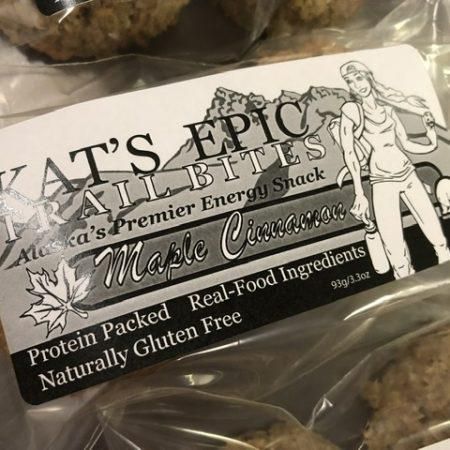 KAT'S EPIC
TRAIL BITES
Alaska's Premier Energy Snack
Maple Cinnamon
Protein Packed Real-Food Ingredients
Naturally Gluten Free
93g/3.3oz